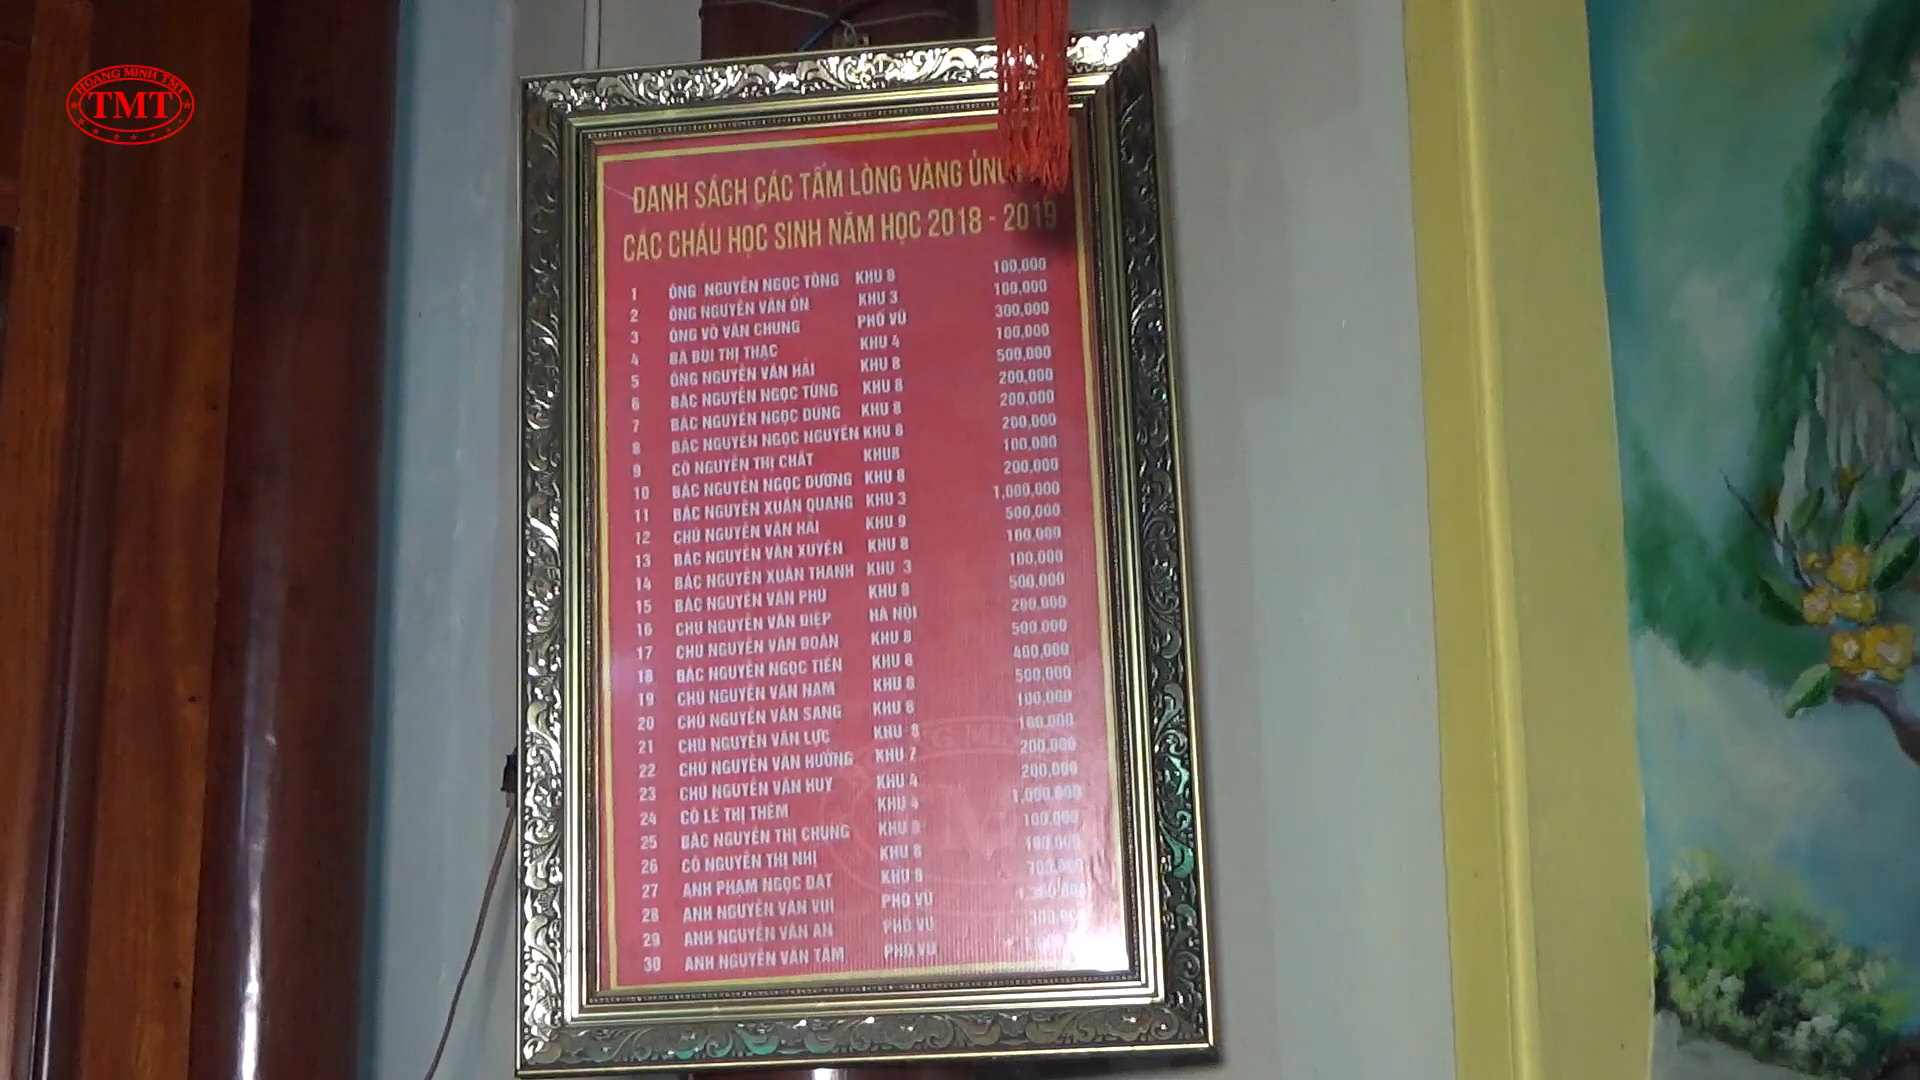 HOÀNG MINH TMT
TMT
DANH SÁCH CÁC TẤM LÒNG VÀNG ỦNG
CÁC CHÁU HỌC SINH NĂM HỌC 2018 - 2019
1 ÔNG NGUYỄN NGỌC TÒNG KHU 8 100,000
2 ÔNG NGUYỄN VĂN ÔN KHU 3 100,000
3 ÔNG VÕ VĂN CHUNG PHỐ VŨ 300,000
4 BÀ BÙI THỊ THẠC KHU 4 100,000
5 ÔNG NGUYỄN VĂN HẢI KHU 8 500,000
6 BÁC NGUYỄN NGỌC TÙNG KHU 8 200,000
7 BÁC NGUYỄN NGỌC DŨNG KHU 8 200,000
8 BÁC NGUYỄN NGỌC NGUYÊN KHU 8 200,000
9 CÔ NGUYỄN THỊ CHẤT KHU8 100,000
10 BÁC NGUYỄN NGỌC DƯƠNG KHU 8 200,000
11 BÁC NGUYỄN XUÂN QUANG KHU 3 1,000,000
12 CHÚ NGUYỄN VĂN HẢI KHU 9 500,000
13 BÁC NGUYỄN VĂN XUYÊN KHU 8 100,000
14 BÁC NGUYỄN XUÂN THANH KHU 3 100,000
15 BÁC NGUYỄN VĂN PHÚ KHU 8 500,000
16 CHÚ NGUYỄN VĂN ĐIỆP HÀ NỘI 200,000
17 CHÚ NGUYỄN VĂN ĐOÀN KHU 8 500,000
18 BÁC NGUYỄN NGỌC TIẾN KHU 8 400,000
19 CHÚ NGUYỄN VĂN NAM KHU 8 500,000
20 CHÚ NGUYỄN VĂN SANG KHU 8 100,000
21 CHÚ NGUYỄN VĂN LỰC KHU 8 100,000
22 CHÚ NGUYỄN VĂN HƯỞNG KHU 7 200,000
23 CHÚ NGUYỄN VĂN HUY KHU 4 200,000
24 CÔ LÊ THỊ THÊM KHU 4 1,000,000
25 BÁC NGUYỄN THỊ CHUNG KHU 8 100,000
26 CÔ NGUYỄN THỊ NHỊ KHU 8 100,000
27 ANH PHẠM NGỌC ĐẠT KHU 8 700,000
28 ANH NGUYỄN VĂN VUI PHỐ VŨ
29 ANH NGUYỄN VĂN AN PHỐ VŨ
30 ANH NGUYỄN VĂN TÂM PHỐ VŨ